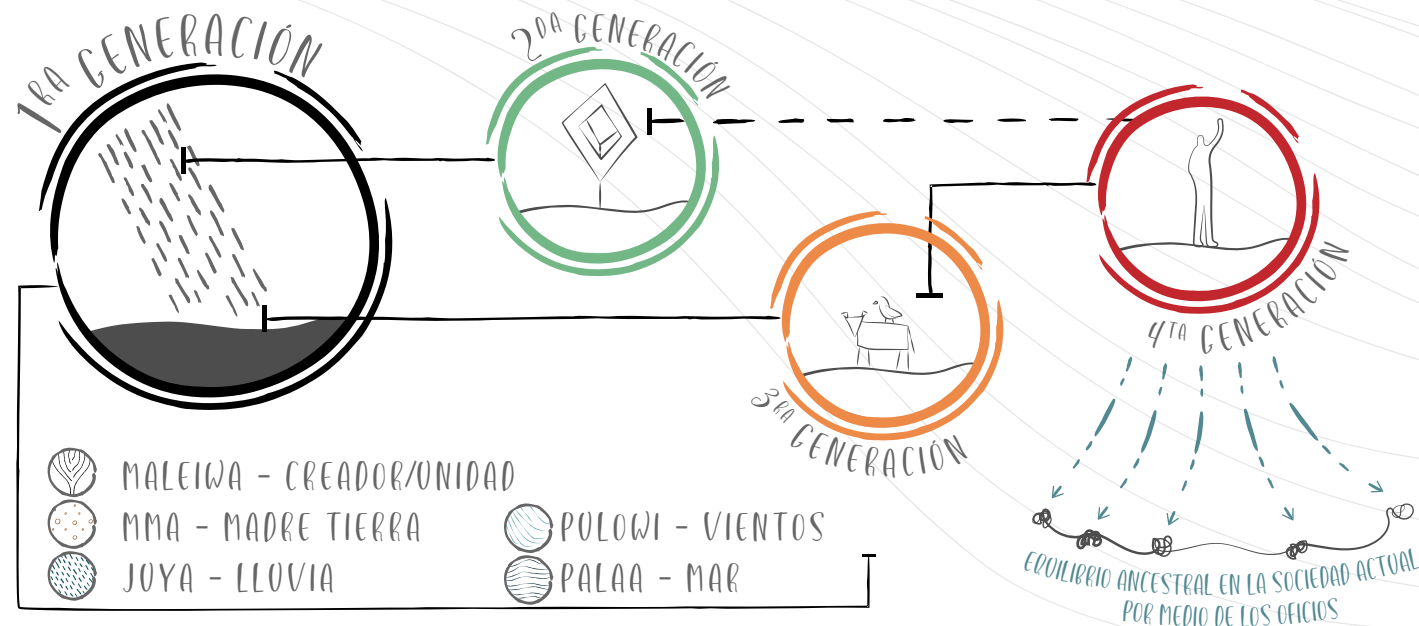 1RA GENERACIÓN
2DA GENERACIÓN
3RA GENERACIÓN
4TA GENERACIÓN
MALEIWA - CREADOR/UNIDAD
MMA - MADRE TIERRA
JUYA - LLUVIA
PULOWI - VIENTOS
PALAA - MAR
EQUILIBRIO ANCESTRAL EN LA SOCIEDAD ACTUAL
POR MEDIO DE LOS OFICIOS